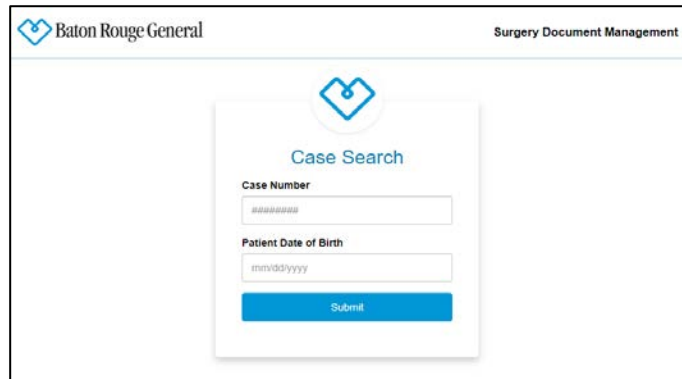 Baton Rouge General
Surgery Document Management
Case Search
Case Number
########
Patient Date of Birth
mm/dd/yyyy
Submit